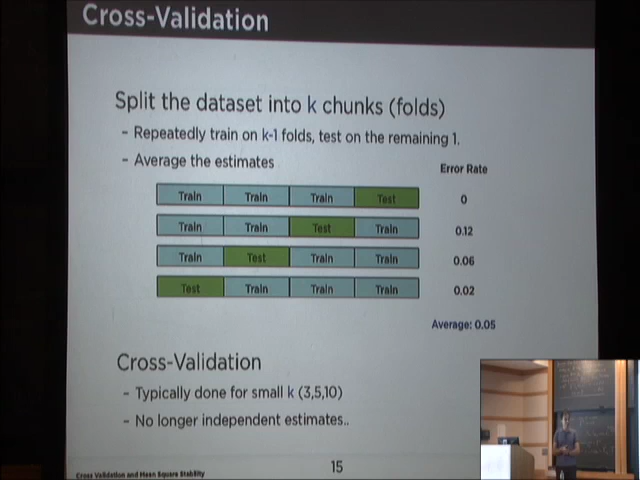 Cross-Validation
Split the dataset into k chunks (folds)
– Repeatedly train on k-1 folds, test on the remaining 1.
– Average the estimates
Error Rate
Train Train Train Test 0
Train Train Test Train 0.12
Train Test Train Train 0.06
Test Train Train Train 0.02
Average: 0.05
Cross-Validation
– Typically done for small k (3,5,10)
– No longer independent estimates..
Cross Validation and Mean Square Stability
15